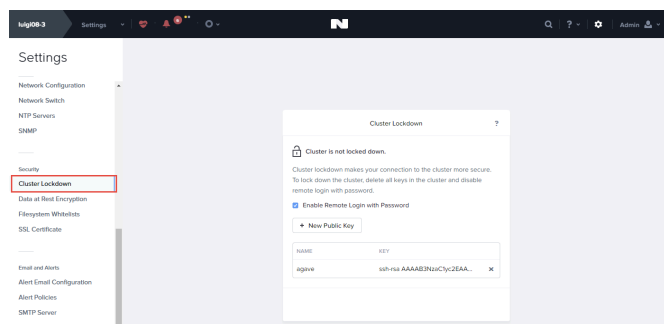 luigi08-3 Settings 6 N ? Admin
Settings
Network Configuration
Network Switch
NTP Servers
SNMP
Security
Cluster Lockdown
Data at Rest Encryption
Filesystem Whitelists
SSL Certificate
Email and Alerts
Alert Email Configuration
Alert Policies
SMTP Server
Cluster Lockdown ?
Cluster is not locked down.
Cluster lockdown makes your connection to the cluster more secure.
To lock down the cluster, delete all keys in the cluster and disable
remote login with password.
Enable Remote Login with Password
+ New Public Key
NAME KEY
agave ssh-rsa AAAAB3NzaC1yc2EAA... ×